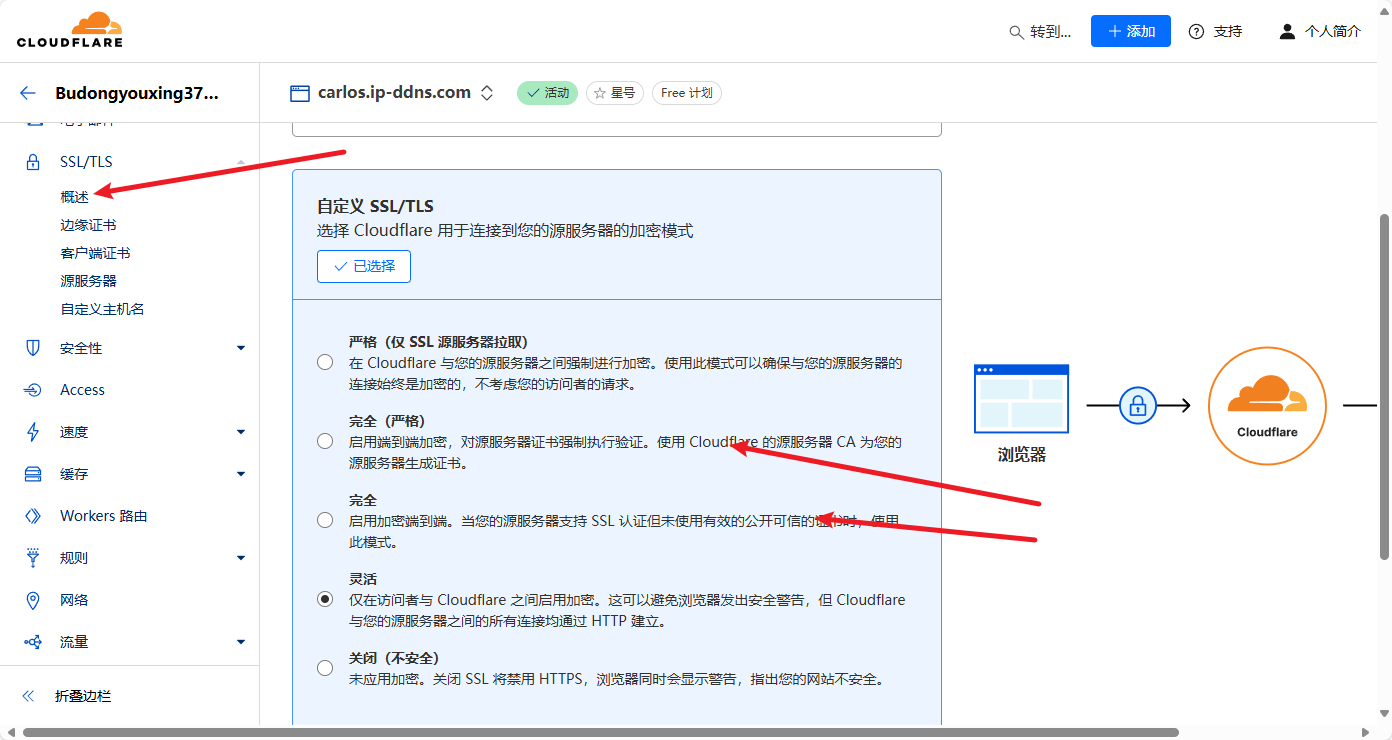 CLOUDFLARE
转到...
添加
支持
个人简介
Budongyouxing37...
carlos.ip-ddns.com
活动
星号
Free 计划
SSL/TLS
概述
边缘证书
客户端证书
源服务器
自定义主机名
安全性
Access
速度
缓存
Workers 路由
规则
网络
流量
折叠边栏
自定义 SSL/TLS
选择 Cloudflare 用于连接到您的源服务器的加密模式
已选择
严格（仅 SSL 源服务器拉取）
在 Cloudflare 与您的源服务器之间强制进行加密。使用此模式可以确保与您的源服务器的
连接始终是加密的，不考虑您的访问者的请求。
完全（严格）
启用端到端加密，对源服务器证书强制执行验证。使用 Cloudflare 的源服务器 CA 为您的
源服务器生成证书。
完全
启用加密端到端。当您的源服务器支持 SSL 认证但未使用有效的公开可信的证书时，使用
此模式。
灵活
仅在访问者与 Cloudflare 之间启用加密。这可以避免浏览器发出安全警告，但 Cloudflare
与您的源服务器之间的所有连接均通过 HTTP 建立。
关闭（不安全）
未应用加密。关闭 SSL 将禁用 HTTPS，浏览器同时会显示警告，指出您的网站不安全。
浏览器
Cloudflare